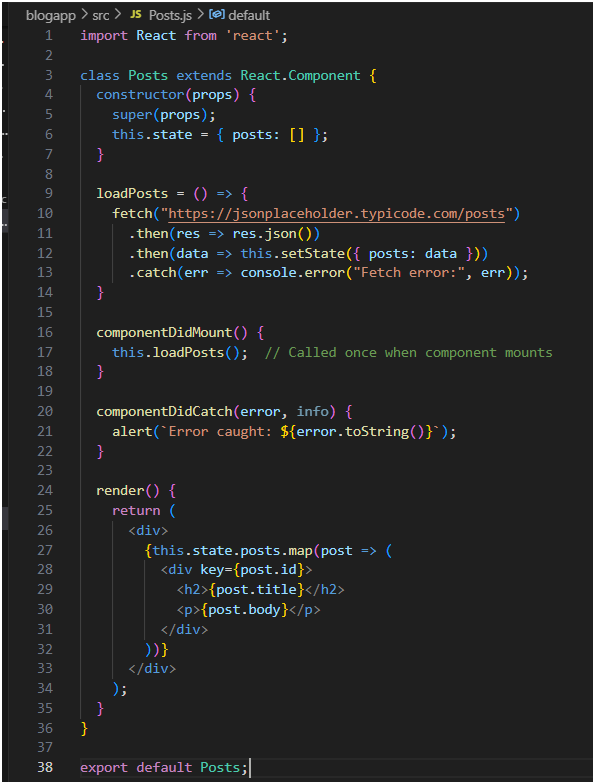 blogapp > src > JS Posts.js > default
1 import React from 'react';
2
3 class Posts extends React.Component {
4   constructor(props) {
5     super(props);
6     this.state = { posts: [] };
7   }
8
9   loadPosts = () => {
10     fetch("https://jsonplaceholder.typicode.com/posts")
11       .then(res => res.json())
12       .then(data => this.setState({ posts: data }))
13       .catch(err => console.error("Fetch error:", err));
14   }
15
16   componentDidMount() {
17     this.loadPosts();  // Called once when component mounts
18   }
19
20   componentDidCatch(error, info) {
21     alert(`Error caught: ${error.toString()}`);
22   }
23
24   render() {
25     return (
26       <div>
27         {this.state.posts.map(post => (
28           <div key={post.id}>
29             <h2>{post.title}</h2>
30             <p>{post.body}</p>
31           </div>
32         ))}
33       </div>
34     );
35   }
36 }
37
38 export default Posts;